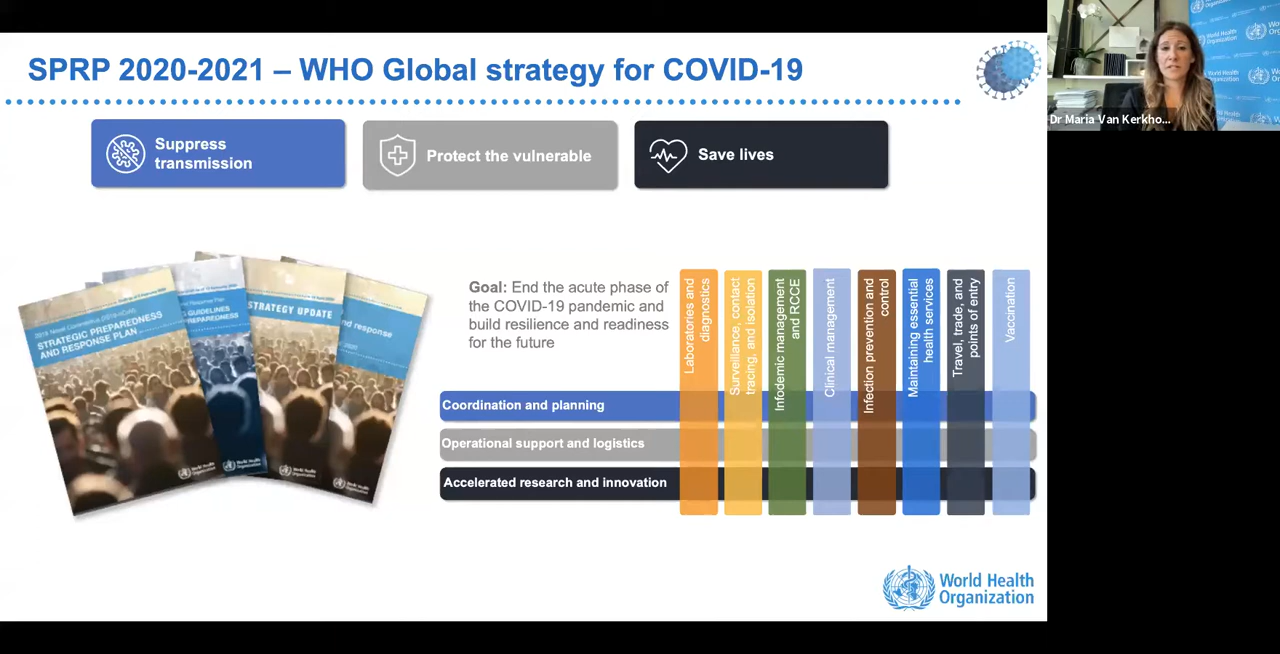 SPRP 2020-2021 – WHO Global strategy for COVID-19
Suppress
transmission
Protect the vulnerable
Save lives
World Health
Organization
Dr Maria Van Kerkho...
STRATEGIC PREPAREDNESS
AND RESPONSE PLAN
STRATEGY UPDATE
Goal: End the acute phase of
the COVID-19 pandemic and
build resilience and readiness
for the future
Laboratories and
diagnostics
Surveillance, contact
tracing, and isolation
Infodemic management
and RCCE
Clinical management
Infection prevention and
control
Maintaining essential
health services
Travel, trade, and
points of entry
Vaccination
Coordination and planning
Operational support and logistics
Accelerated research and innovation
World Health
Organization